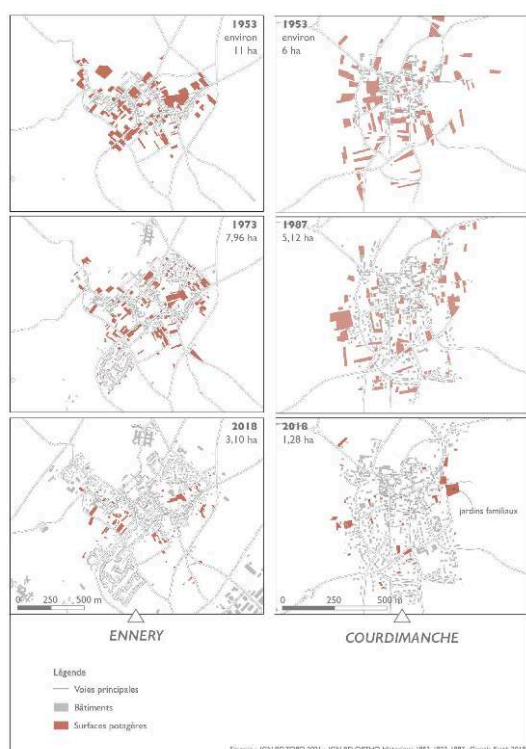 1953
environ
11 ha
1953
environ
6 ha
1973
7,96 ha
1987
5,12 ha
2018
3,10 ha
2018
1,28 ha
jardins familiaux
0 250 500 m
0 250 500 m
ENNERY
COURDIMANCHE
Légende
Voies principales
Bâtiments
Surfaces potagères